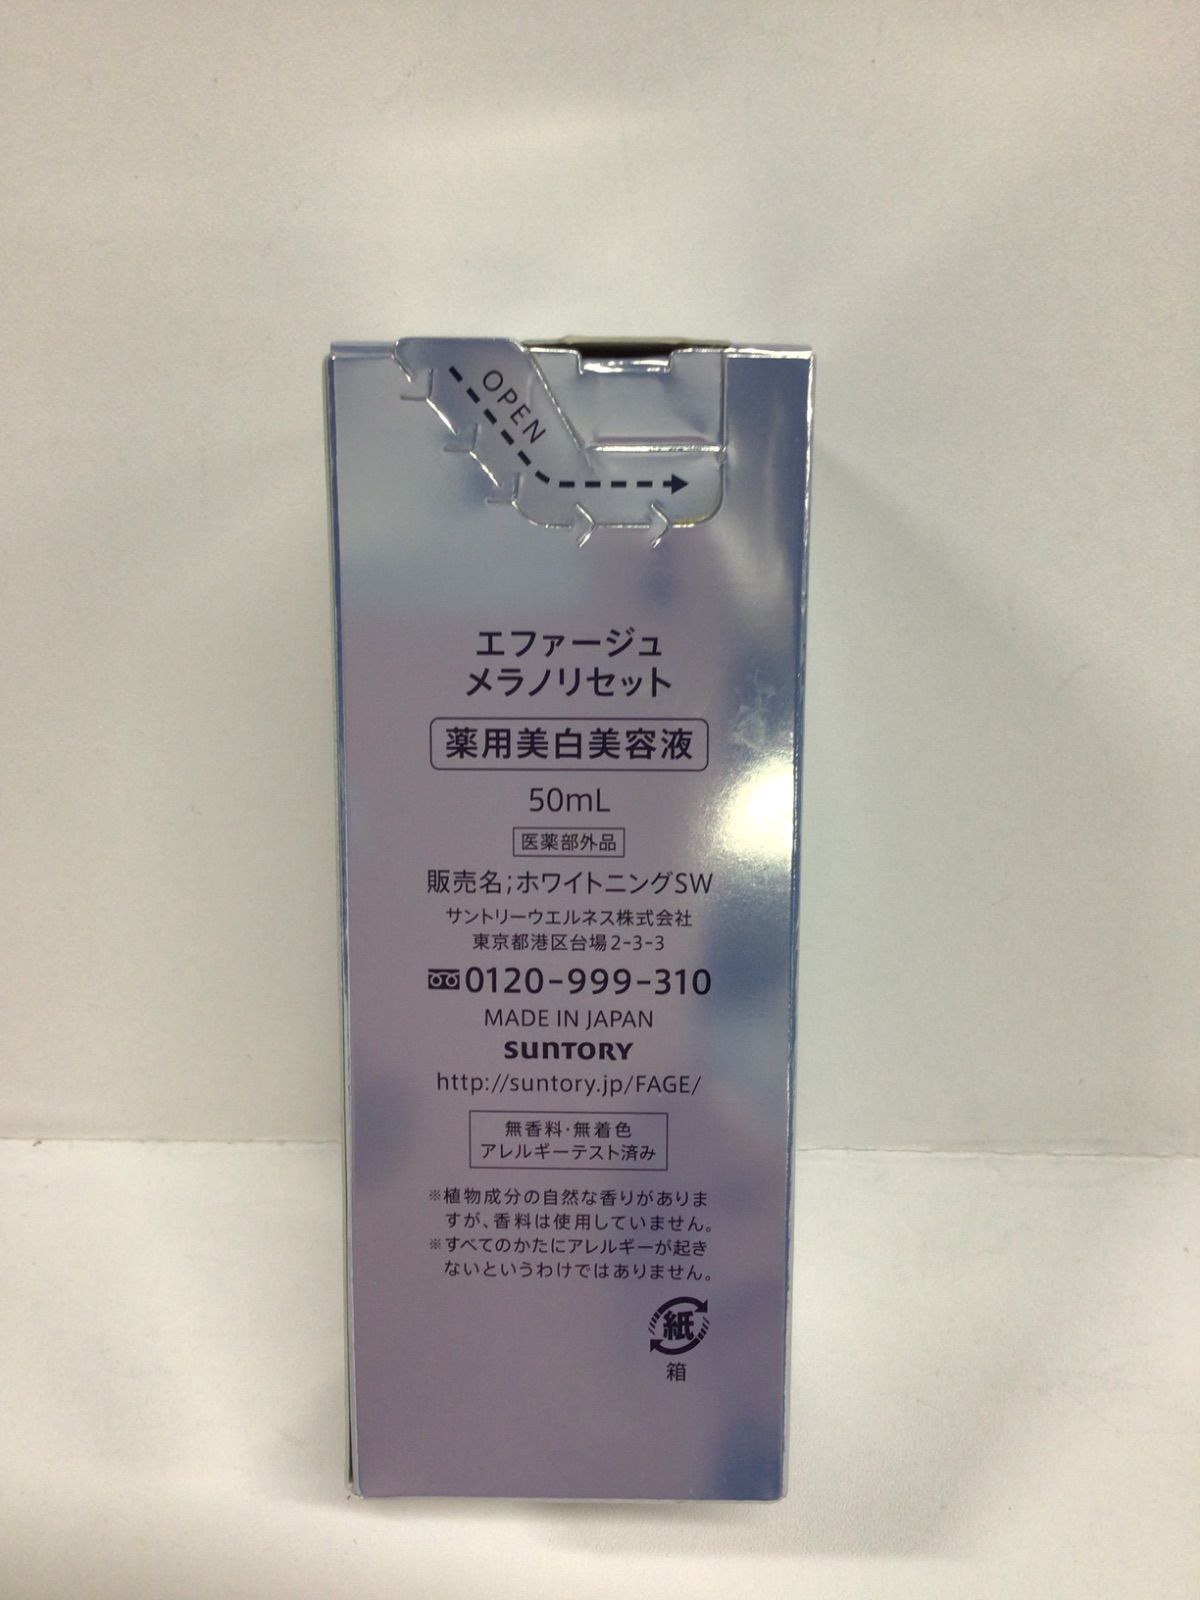 OPEN
エファージュ
メラノリセット
薬用美白美容液
50mL
医薬部外品
販売名;ホワイトニングSW
サントリーウエルネス株式会社
東京都港区台場2-3-3
0120-999-310
MADE IN JAPAN
SUNTORY
http://suntory.jp/FAGE/
無香料・無着色
アレルギーテスト済み
※植物成分の自然な香りがありま
すが、香料は使用していません。
※すべてのかたにアレルギーが起き
ないというわけではありません。
紙
箱